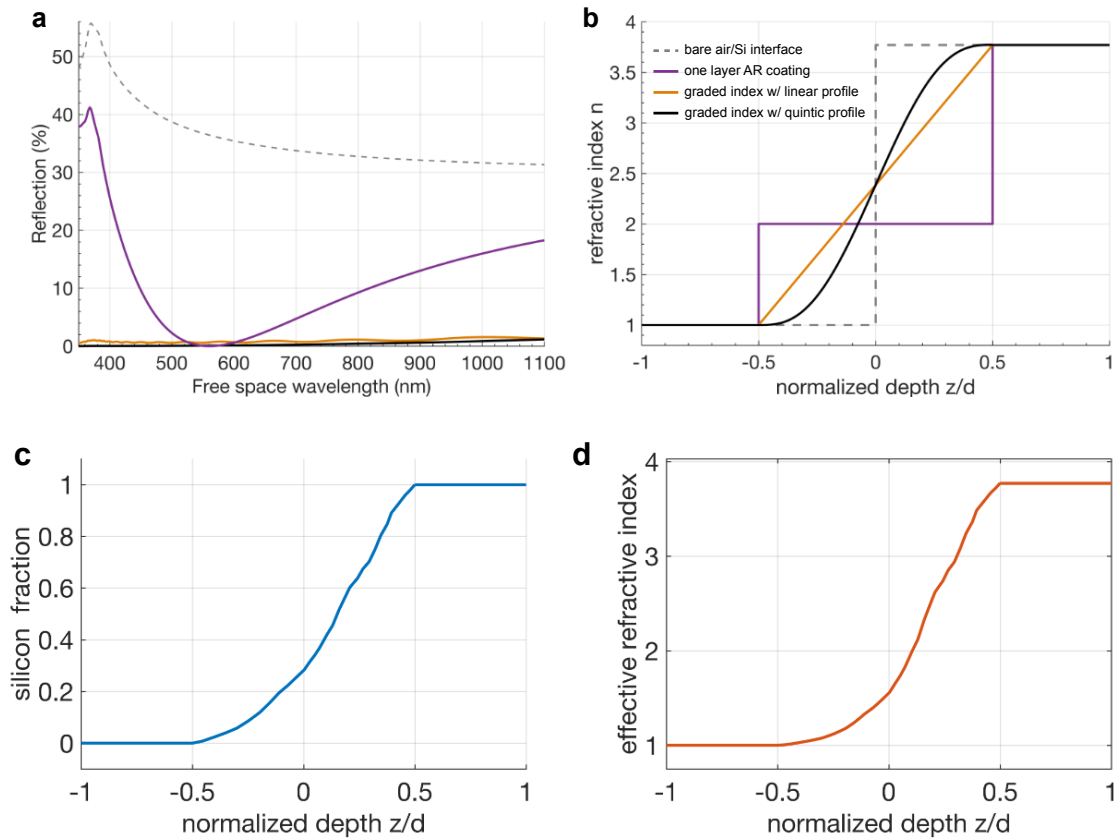 a
50
40
30
20
10
0
Reflection (%)
400 500 600 700 800 900 1000 1100
Free space wavelength (nm)
b
4
3.5
3
2.5
2
1.5
1
refractive index n
bare air/Si interface
one layer AR coating
graded index w/ linear profile
graded index w/ quintic profile
-1 -0.5 0 0.5 1
normalized depth z/d
c
1
0.8
0.6
0.4
0.2
0
silicon fraction
-1 -0.5 0 0.5 1
normalized depth z/d
d
4
3
2
1
effective refractive index
-1 -0.5 0 0.5 1
normalized depth z/d